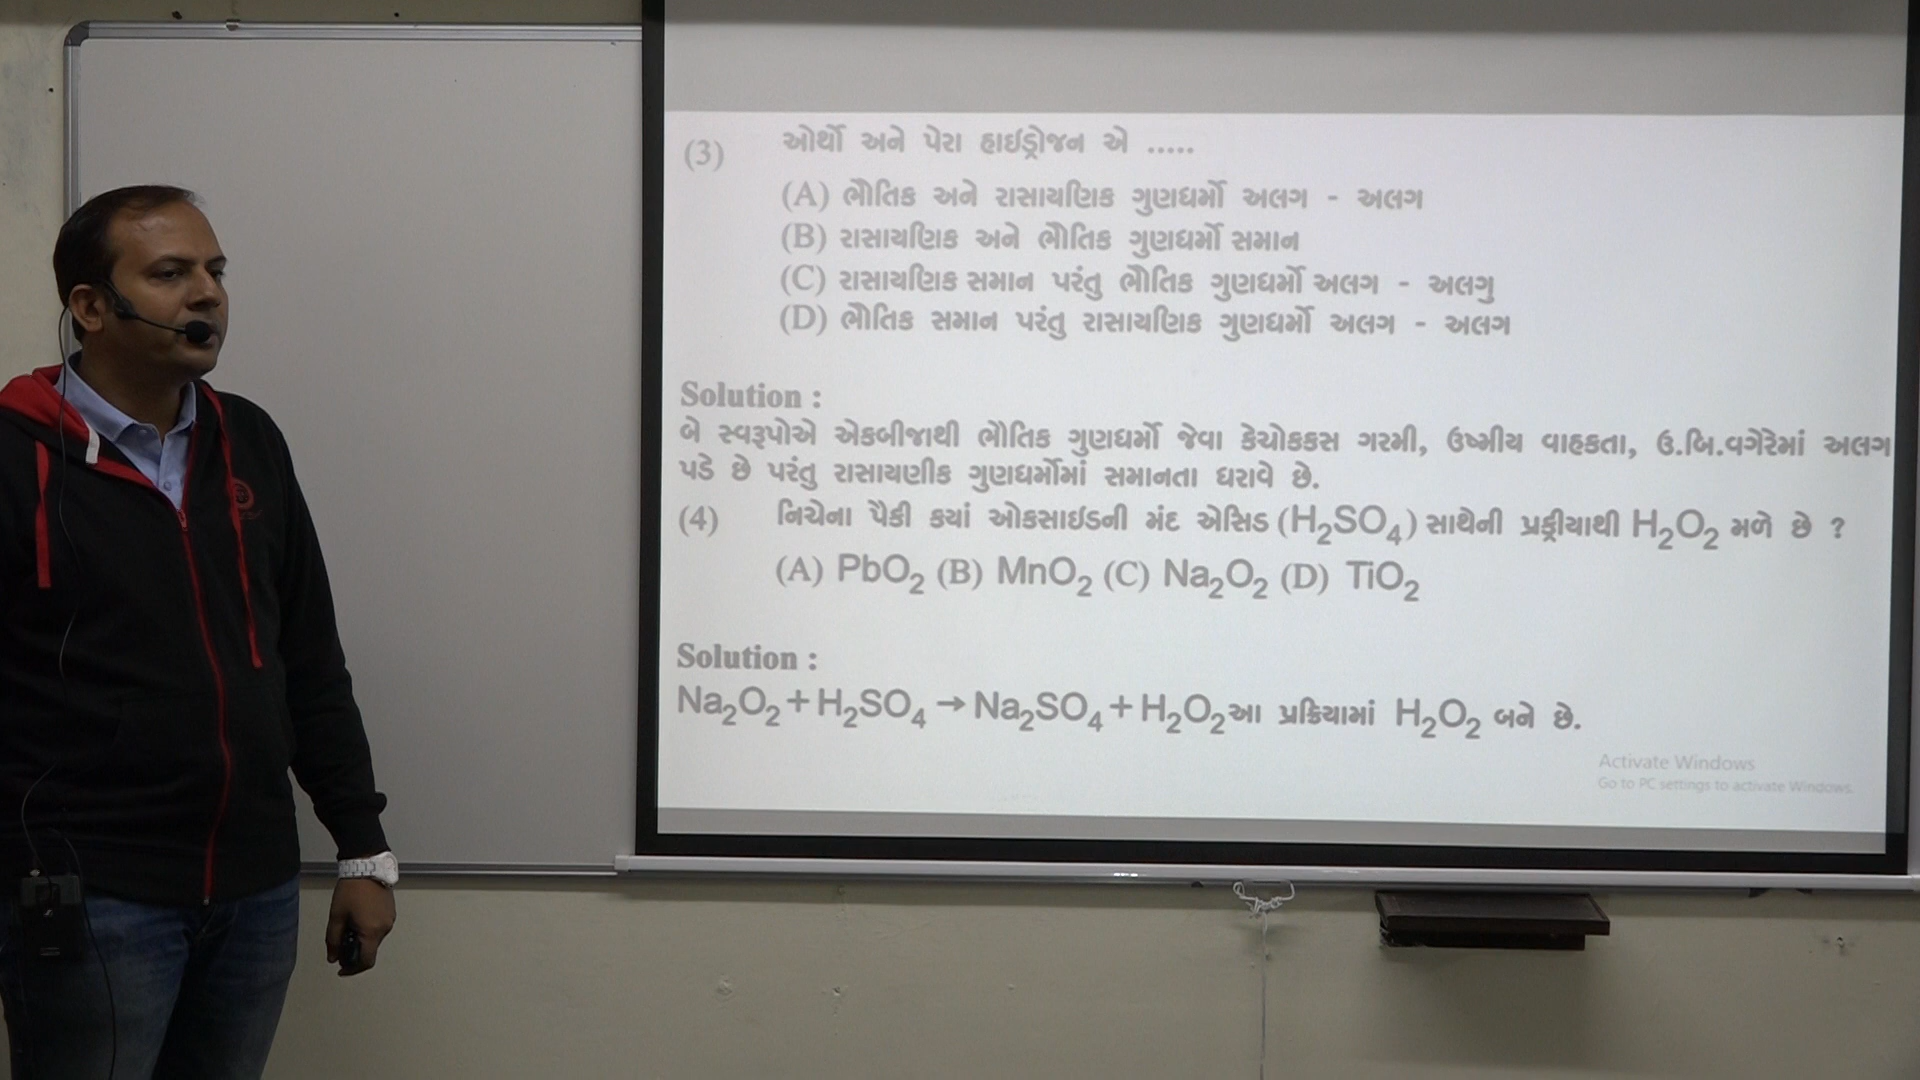 (3) ઓર્થો અને પેરા હાઈડ્રોજન એ .....
(A) ભૌતિક અને રાસાયણિક ગુણધર્મો અલગ - અલગ
(B) રાસાયણિક અને ભૌતિક ગુણધર્મો સમાન
(C) રાસાયણિક સમાન પરંતુ ભૌતિક ગુણધર્મો અલગ - અલગુ
(D) ભૌતિક સમાન પરંતુ રાસાયણિક ગુણધર્મો અલગ - અલગ
Solution :
બે સ્વરૂપોએ એકબીજાથી ભૌતિક ગુણધર્મો જેવા કેચોકકસ ગરમી, ઉષ્મીય વાહકતા, ઉ.બિ.વગેરેમાં અલગ
પડે છે પરંતુ રાસાયણીક ગુણધર્મોમાં સમાનતા ધરાવે છે.
(4) નિચેના પૈકી કયાં ઓકસાઈડની મંદ એસિડ (H₂SO₄) સાથેની પ્રક્રીયાથી H₂O₂ મળે છે ?
(A) PbO₂ (B) MnO₂ (C) Na₂O₂ (D) TiO₂
Solution :
Na₂O₂ + H₂SO₄ → Na₂SO₄ + H₂O₂ આ પ્રક્રિયામાં H₂O₂ બને છે.
Activate Windows
Go to PC settings to activate Windows.